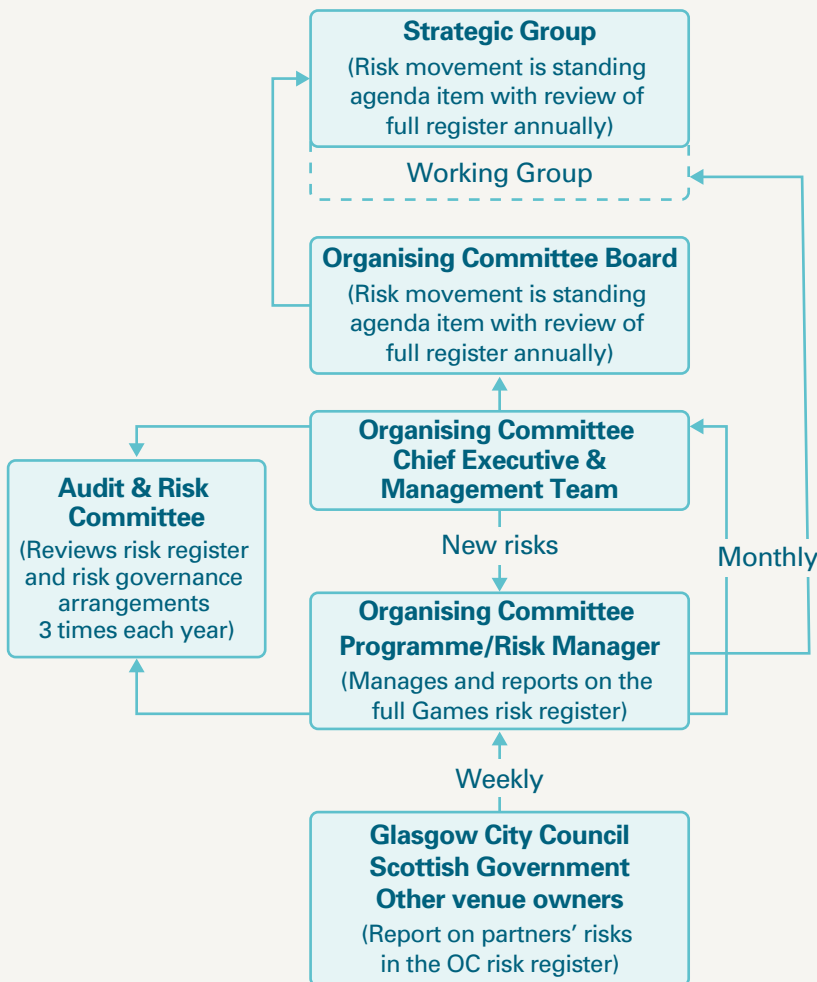 Strategic Group
(Risk movement is standing
agenda item with review of
full register annually)
Working Group
Organising Committee Board
(Risk movement is standing
agenda item with review of
full register annually)
Organising Committee
Chief Executive &
Management Team
Audit & Risk
Committee
(Reviews risk register
and risk governance
arrangements
3 times each year)
New risks
Monthly
Organising Committee
Programme/Risk Manager
(Manages and reports on the
full Games risk register)
Weekly
Glasgow City Council
Scottish Government
Other venue owners
(Report on partners’ risks
in the OC risk register)